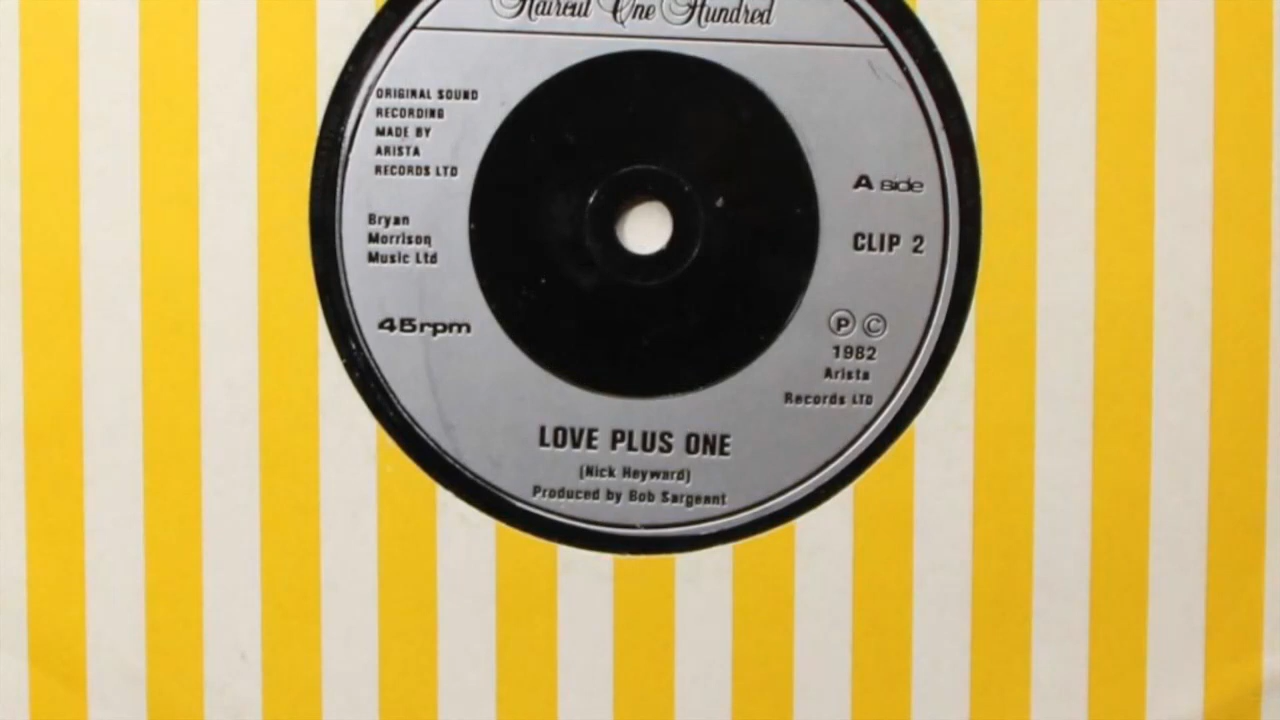 Haircut One Hundred
ORIGINAL SOUND
RECORDING
MADE BY
ARISTA
RECORDS LTD
Bryan
Morrison
Music Ltd
45rpm
A side
CLIP 2
Ⓟ ©
1982
Arista
Records LTD
LOVE PLUS ONE
(Nick Heyward)
Produced by Bob Sargeant